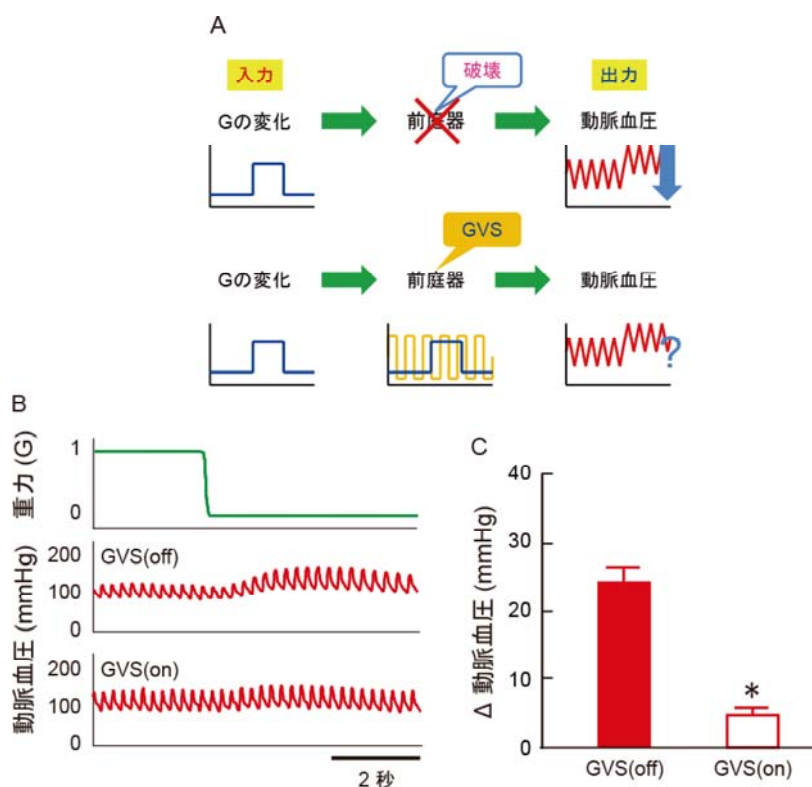 A
入力
破壊
出力
Gの変化
前庭器
動脈血圧
GVS
Gの変化
前庭器
動脈血圧
?
B
重力 (G)
1
0
動脈血圧 (mmHg)
200
100
0
GVS(off)
200
100
0
GVS(on)
2 秒
C
Δ 動脈血圧 (mmHg)
40
30
20
10
0
*
GVS(off)
GVS(on)